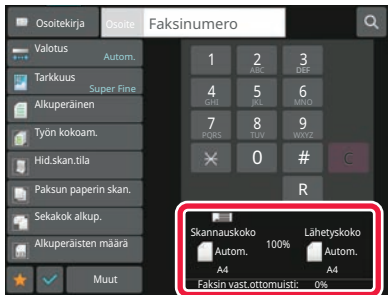 Osoitekirja Osoite Faksinumero
Valotus
Autom.
Tarkkuus
Super Fine
Alkuperäinen
Työn kokoam.
Hid.skan.tila
Paksun paperin skan.
Sekakok alkup.
Alkuperäisten määrä
Muut
1 2 3
ABC DEF
4 5 6
GHI JKL MNO
7 8 9
PQRS TUV WXYZ
0 #
C
R
Skannauskoko Lähetyskoko
Autom. 100% Autom.
A4 A4
Faksin vast.ottomuisti: 0%